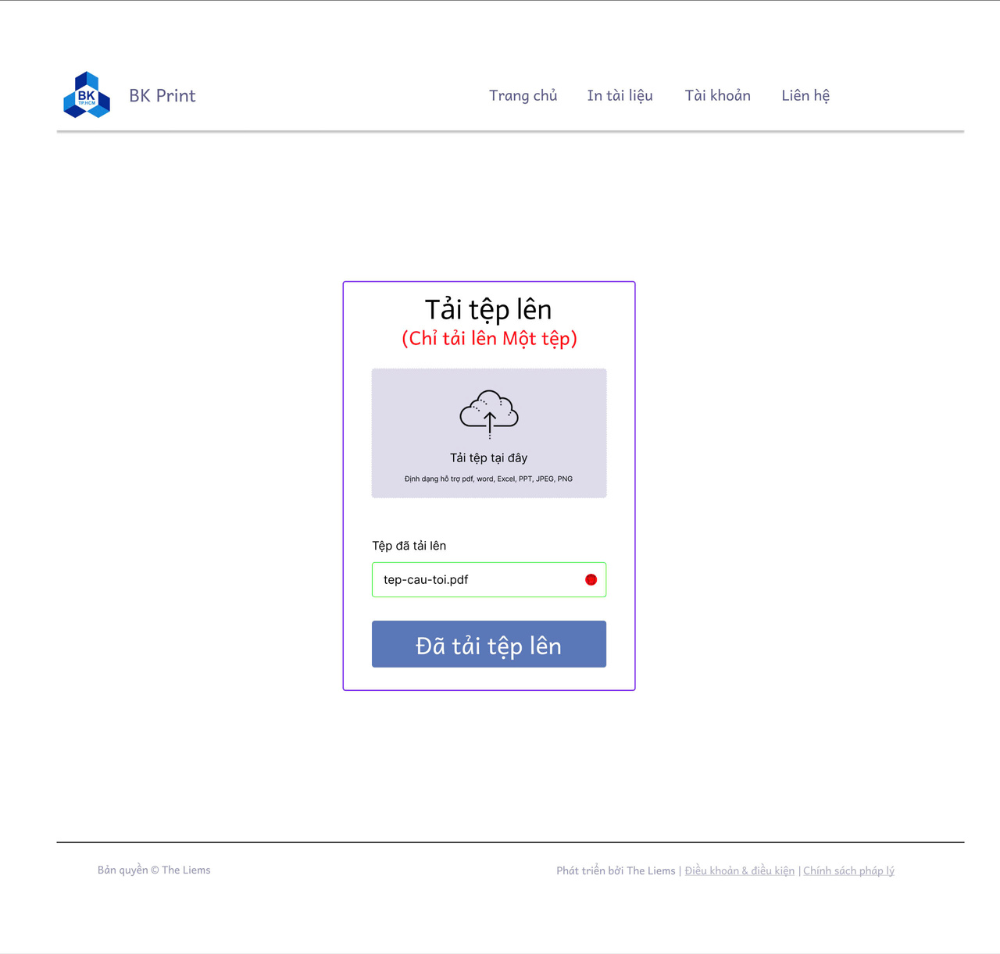 BK
TP.HCM
BK Print
Trang chủ
In tài liệu
Tài khoản
Liên hệ
Tải tệp lên
(Chỉ tải lên Một tệp)
Tải tệp tại đây
Định dạng hỗ trợ pdf, word, Excel, PPT, JPEG, PNG
Tệp đã tải lên
tep-cau-toi.pdf
Đã tải tệp lên
Bản quyền © The Liems
Phát triển bởi The Liems | Điều khoản & điều kiện | Chính sách pháp lý